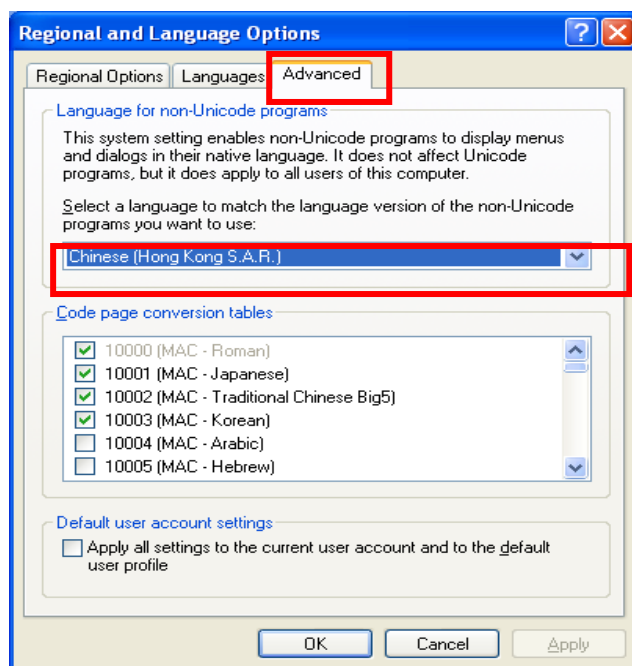 Regional and Language Options
Regional Options Languages Advanced
Language for non-Unicode programs
This system setting enables non-Unicode programs to display menus
and dialogs in their native language. It does not affect Unicode
programs, but it does apply to all users of this computer.
Select a language to match the language version of the non-Unicode
programs you want to use:
Chinese (Hong Kong S.A.R.)
Code page conversion tables
10000 (MAC - Roman)
10001 (MAC - Japanese)
10002 (MAC - Traditional Chinese Big5)
10003 (MAC - Korean)
10004 (MAC - Arabic)
10005 (MAC - Hebrew)
Default user account settings
Apply all settings to the current user account and to the default
user profile
OK Cancel Apply